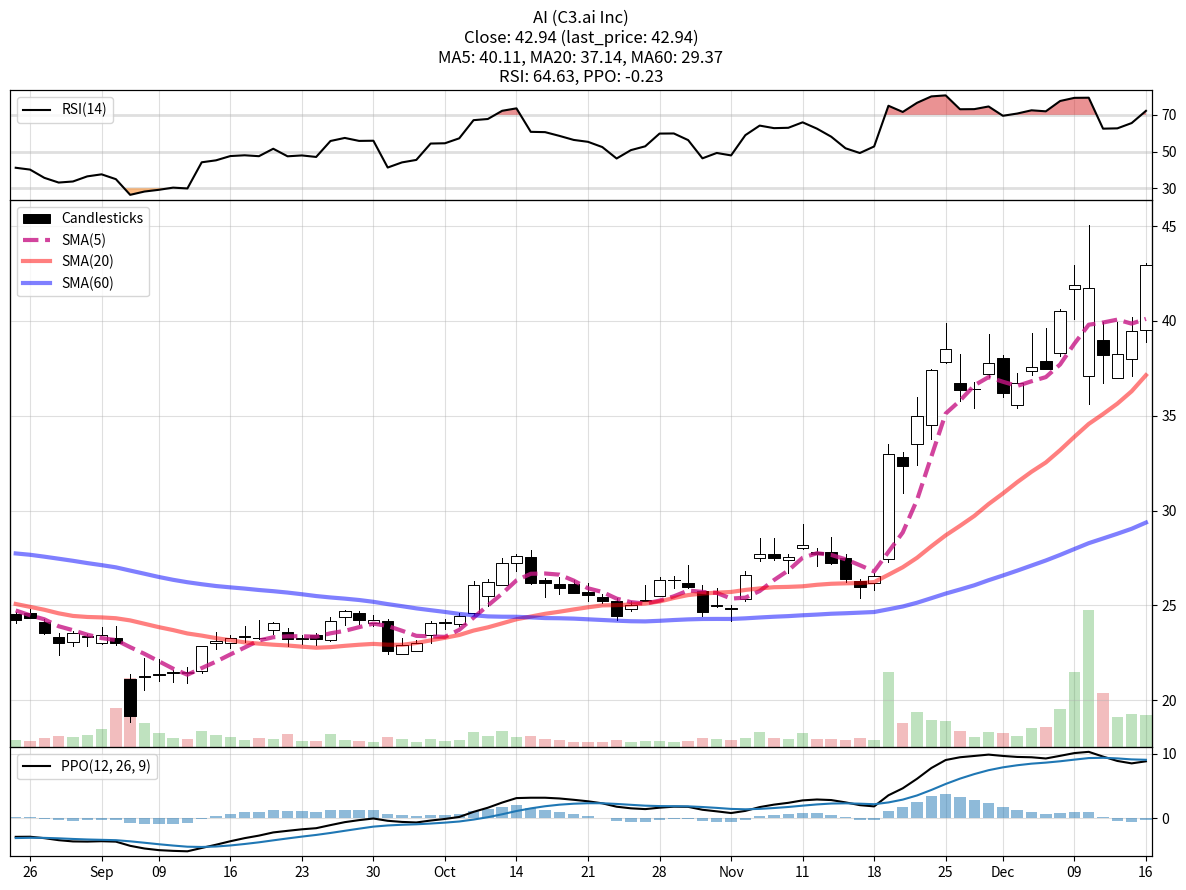 AI (C3.ai Inc)
Close: 42.94 (last_price: 42.94)
MA5: 40.11, MA20: 37.14, MA60: 29.37
RSI: 64.63, PPO: -0.23
RSI(14)
70
50
30
Candlesticks
SMA(5)
SMA(20)
SMA(60)
45
40
35
30
25
20
PPO(12, 26, 9)
10
0
26 Sep 09 16 23 30 Oct 14 21 28 Nov 11 18 25 Dec 09 16